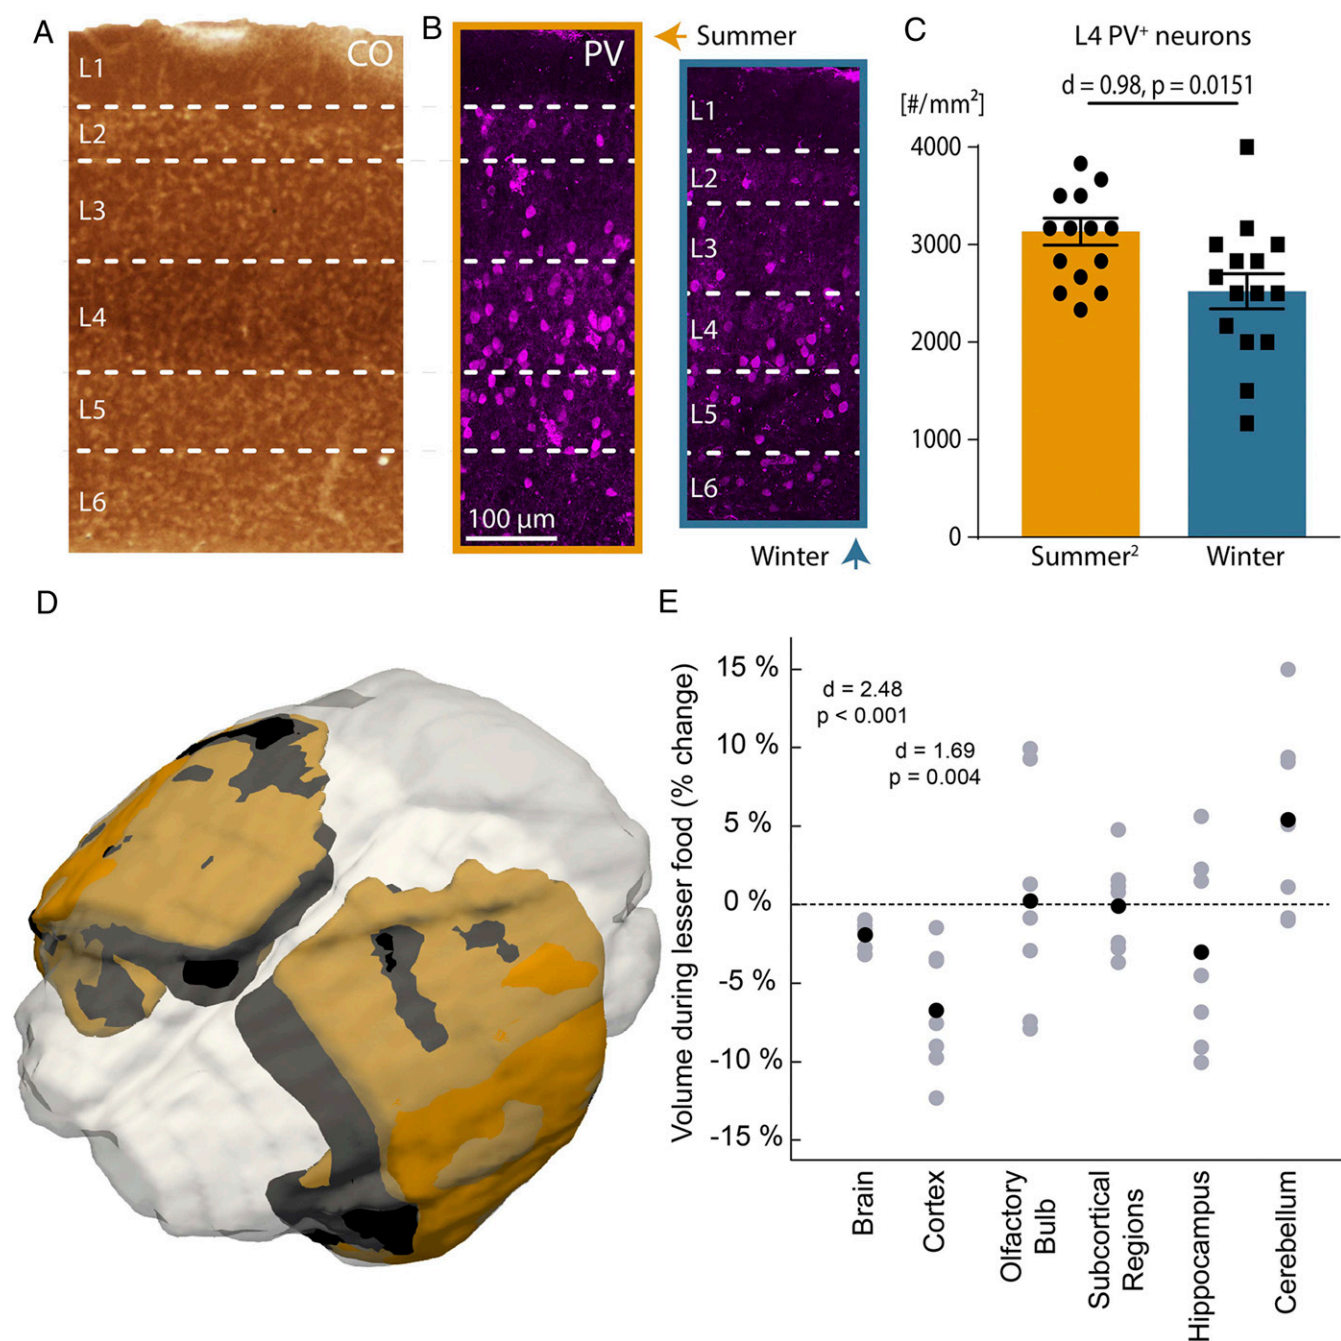 A
CO
L1
L2
L3
L4
L5
L6
B
PV
100 µm
Summer
L1
L2
L3
L4
L5
L6
Winter
C
L4 PV⁺ neurons
d = 0.98, p = 0.0151
[#/mm²]
4000
3000
2000
1000
0
Summer²
Winter
D
E
Volume during lesser food (% change)
15 %
10 %
5 %
0 %
-5 %
-10 %
-15 %
d = 2.48
p < 0.001
d = 1.69
p = 0.004
Brain
Cortex
Olfactory
Bulb
Subcortical
Regions
Hippocampus
Cerebellum